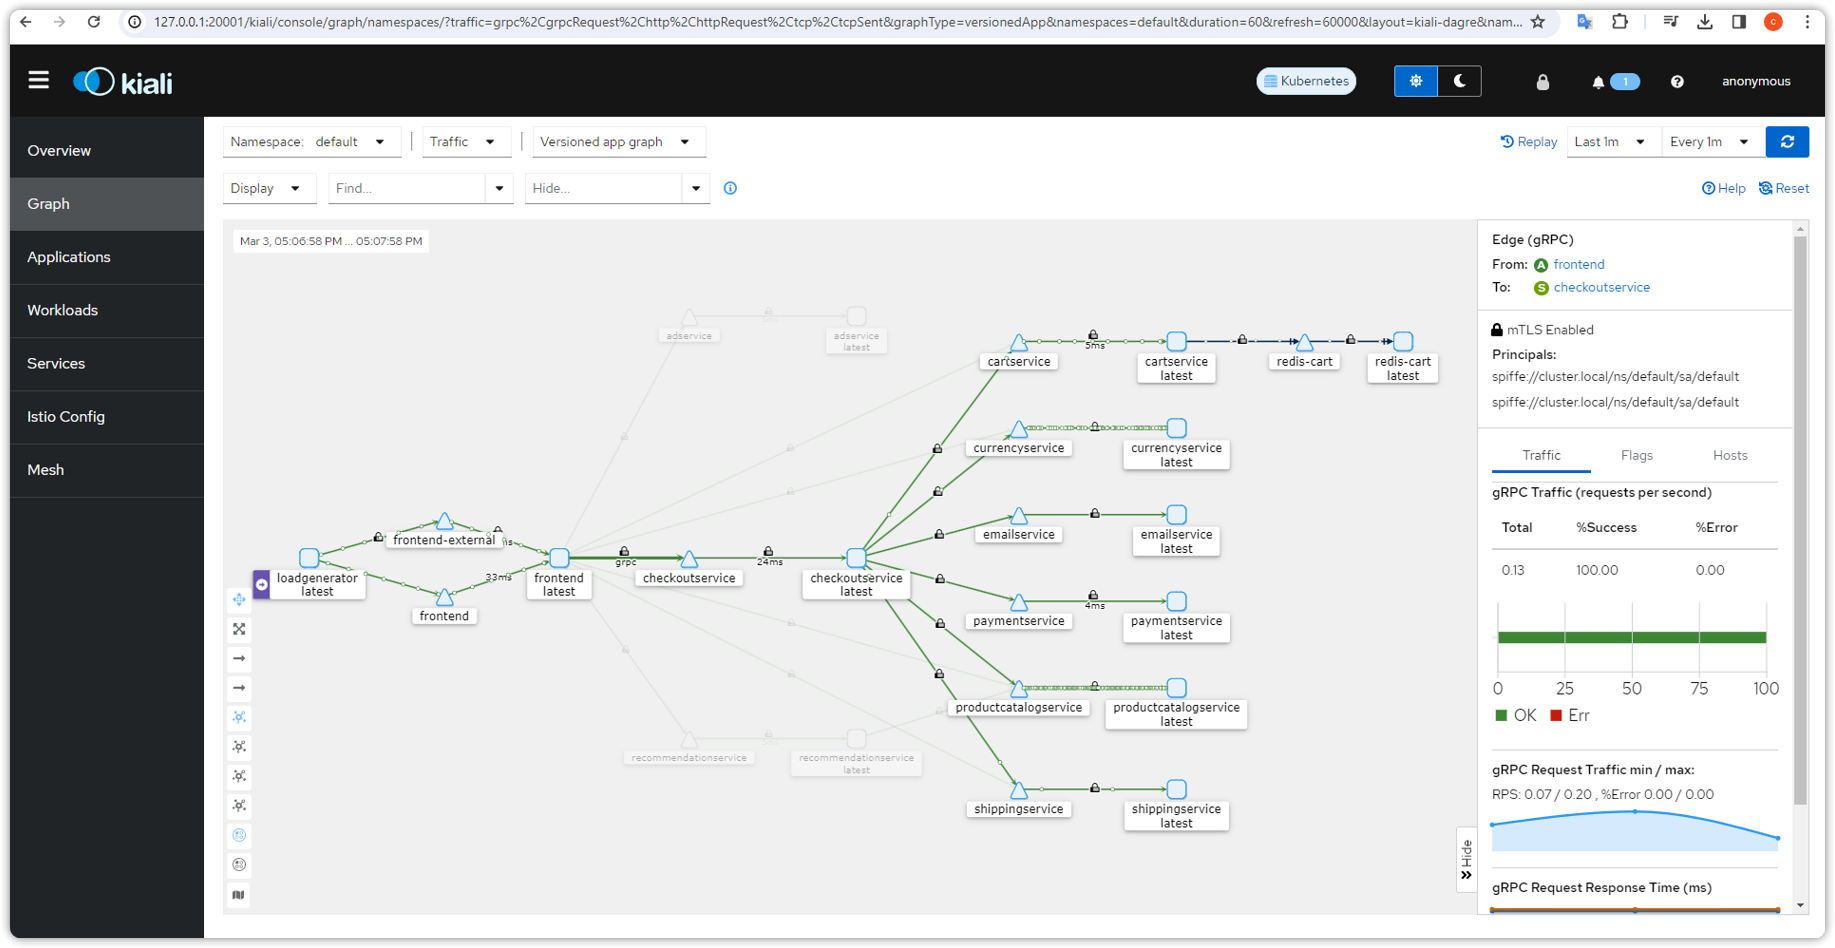 127.0.0.1:20001/kiali/console/graph/namespaces/?traffic=grpc%2CgrpcRequest%2Chttp%2ChttpRequest%2Ctcp%2CtcpSent&graphType=versionedApp&namespaces=default&duration=60&refresh=60000&layout=kiali-dagre&nam...
C
kiali
Kubernetes
1
anonymous
Overview
Graph
Applications
Workloads
Services
Istio Config
Mesh
Namespace: default
Traffic
Versioned app graph
Replay
Last 1m
Every 1m
Display
Find...
Hide...
Help
Reset
Mar 3, 05:06:58 PM ... 05:07:58 PM
adservice
adservice
latest
cartservice
5ms
cartservice
latest
redis-cart
redis-cart
latest
currencyservice
currencyservice
latest
emailservice
emailservice
latest
loadgenerator
latest
frontend-external
frontend
33ms
frontend
latest
grpc
checkoutservice
24ms
checkoutservice
latest
paymentservice
4ms
paymentservice
latest
productcatalogservice
productcatalogservice
latest
recommendationservice
recommendationservice
latest
shippingservice
shippingservice
latest
Hide
Edge (gRPC)
From: A frontend
To: S checkoutservice
mTLS Enabled
Principals:
spiffe://cluster.local/ns/default/sa/default
spiffe://cluster.local/ns/default/sa/default
Traffic Flags Hosts
gRPC Traffic (requests per second)
Total %Success %Error
0.13 100.00 0.00
0 25 50 75 100
OK Err
gRPC Request Traffic min / max:
RPS: 0.07 / 0.20 , %Error 0.00 / 0.00
gRPC Request Response Time (ms)